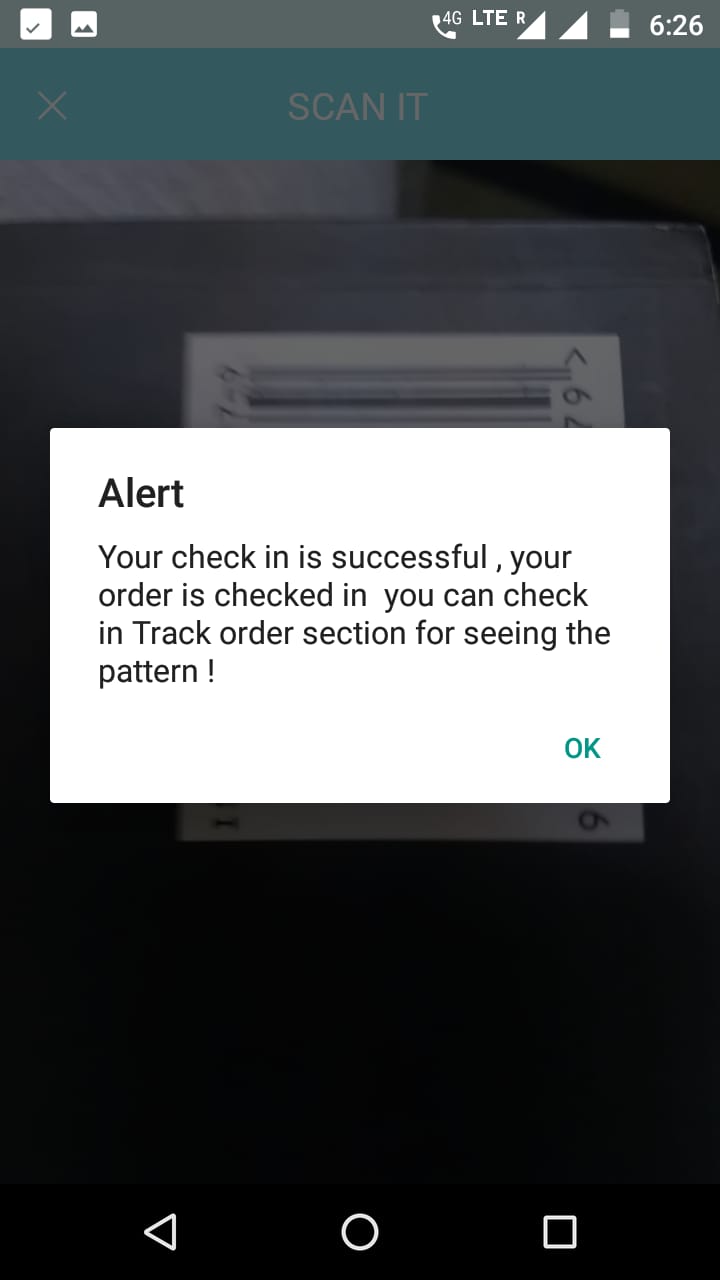 4G LTE R 6:26
SCAN IT
Alert
Your check in is successful , your
order is checked in  you can check
in Track order section for seeing the
pattern !
OK